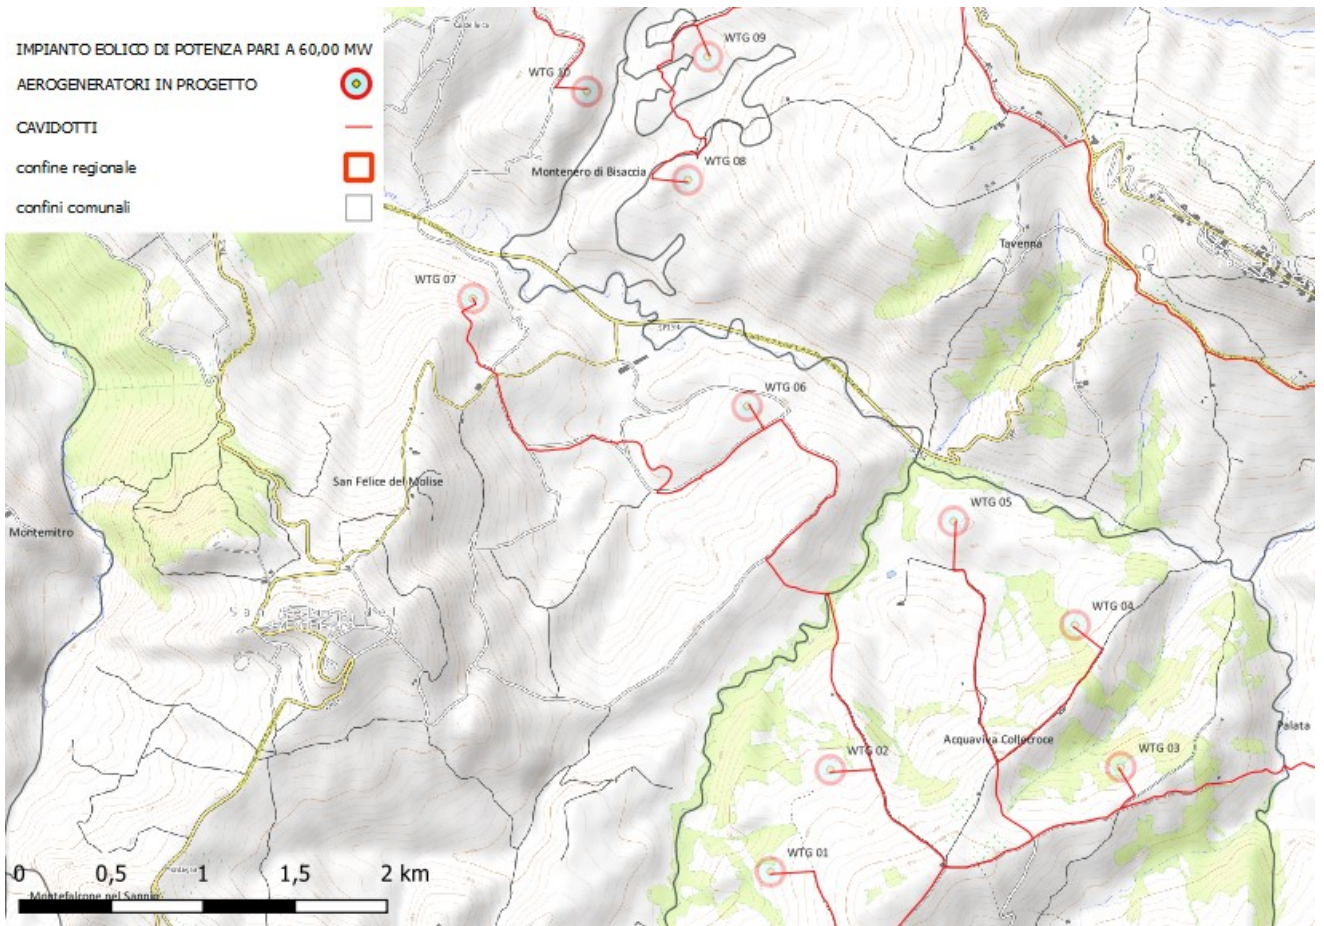 IMPIANTO EOLICO DI POTENZA PARI A 60,00 MW
AEROGENERATORI IN PROGETTO
CAVIDOTTI
confine regionale
confini comunali
WTG 09
WTG 10
WTG 08
Montenero di Bisaccia
Tavenna
WTG 07
WTG 06
San Felice del Molise
WTG 05
Montemitro
WTG 04
Palata
Acquaviva Collecroce
WTG 03
WTG 02
WTG 01
0 0,5 1 1,5 2 km
Montefalcone nel Sannio